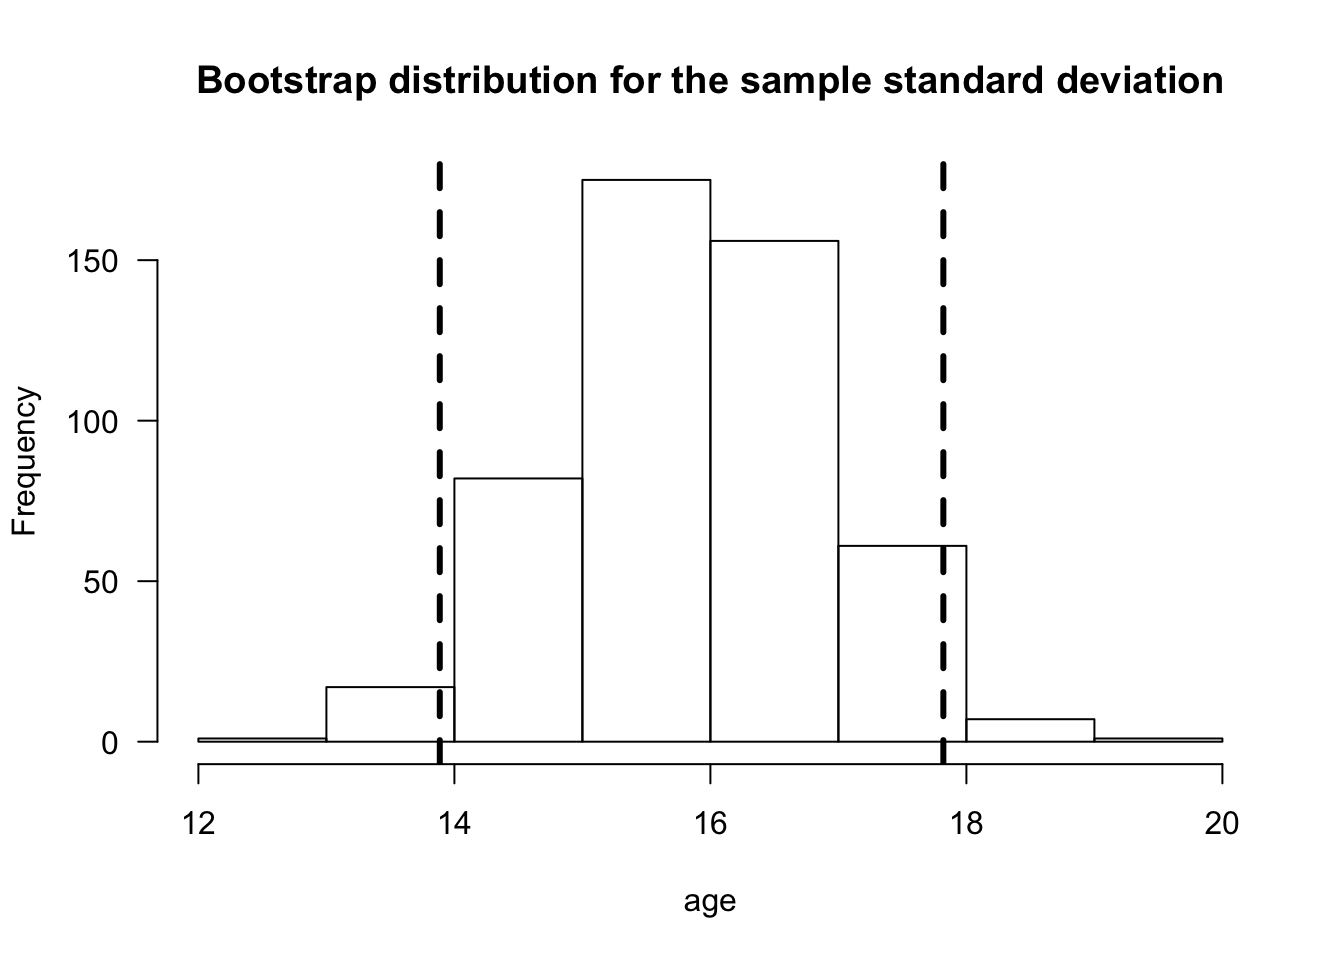 Bootstrap distribution for the sample standard deviation
Frequency
150
100
50
0
12 14 16 18 20
age